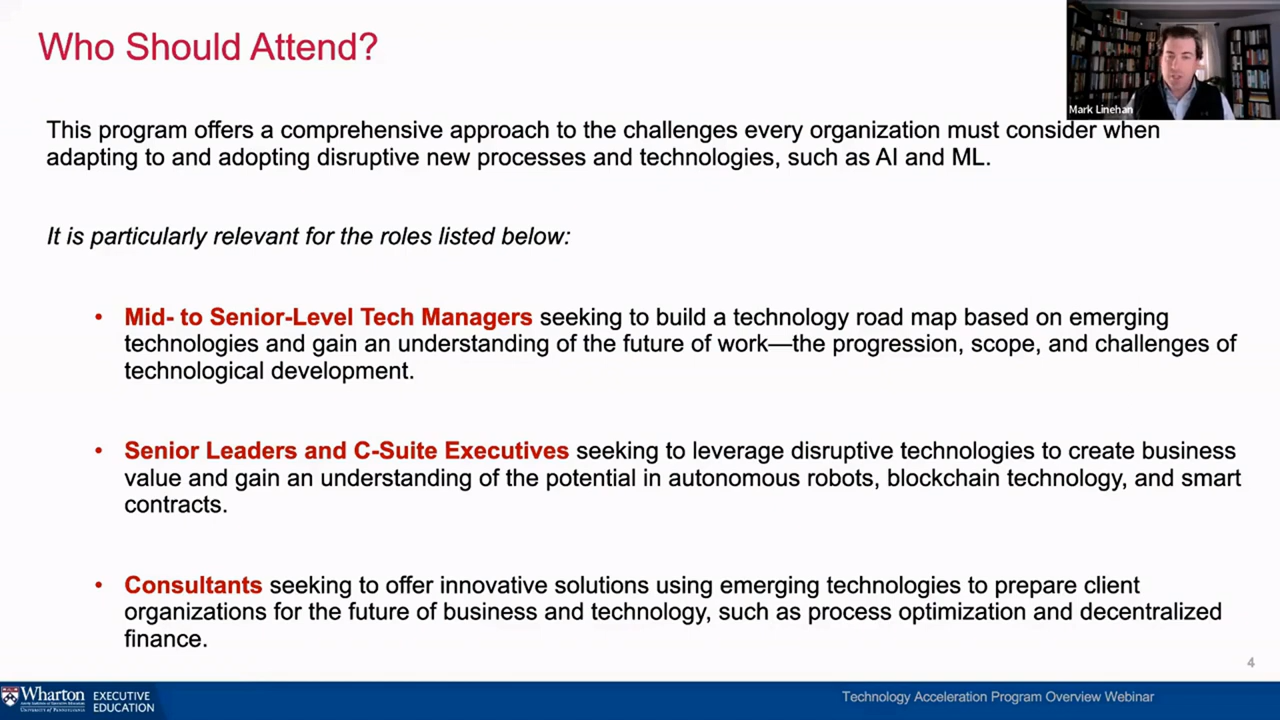 Who Should Attend?
Mark Linehan
This program offers a comprehensive approach to the challenges every organization must consider when
adapting to and adopting disruptive new processes and technologies, such as AI and ML.
It is particularly relevant for the roles listed below:
• Mid- to Senior-Level Tech Managers seeking to build a technology road map based on emerging
technologies and gain an understanding of the future of work—the progression, scope, and challenges of
technological development.
• Senior Leaders and C-Suite Executives seeking to leverage disruptive technologies to create business
value and gain an understanding of the potential in autonomous robots, blockchain technology, and smart
contracts.
• Consultants seeking to offer innovative solutions using emerging technologies to prepare client
organizations for the future of business and technology, such as process optimization and decentralized
finance.
4
Wharton
UNIVERSITY OF PENNSYLVANIA
EXECUTIVE
EDUCATION
Technology Acceleration Program Overview Webinar